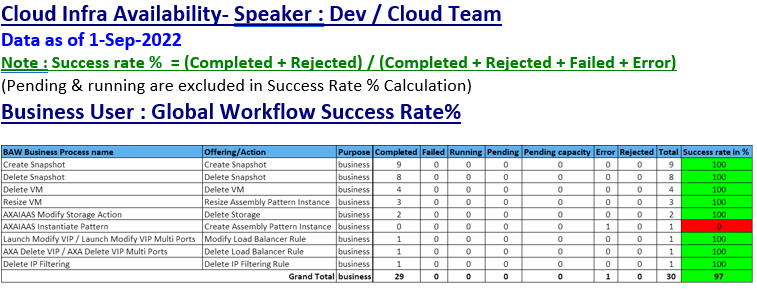 Cloud Infra Availability- Speaker : Dev / Cloud Team
Data as of 1-Sep-2022
Note : Success rate % = (Completed + Rejected) / (Completed + Rejected + Failed + Error)
(Pending & running are excluded in Success Rate % Calculation)
Business User : Global Workflow Success Rate%
BAW Business Process name Offering/Action Purpose Completed Failed Running Pending Pending capacity Error Rejected Total Success rate in %
Create Snapshot Create Snapshot business 9 0 0 0 0 0 0 9 100
Delete Snapshot Delete Snapshot business 8 0 0 0 0 0 0 8 100
Delete VM Delete VM business 4 0 0 0 0 0 0 4 100
Resize VM Resize Assembly Pattern Instance business 3 0 0 0 0 0 0 3 100
AXAIAAS Modify Storage Action Delete Storage business 2 0 0 0 0 0 0 2 100
AXAIAAS Instantiate Pattern Create Assembly Pattern Instance business 0 0 0 0 0 1 0 1 0
Launch Modify VIP / Launch Modify VIP Multi Ports Modify Load Balancer Rule business 1 0 0 0 0 0 0 1 100
AXA Delete VIP / AXA Delete VIP Multi Ports Delete Load Balancer Rule business 1 0 0 0 0 0 0 1 100
Delete IP Filtering Delete IP Filtering Rule business 1 0 0 0 0 0 0 1 100
Grand Total business 29 0 0 0 0 1 0 30 97